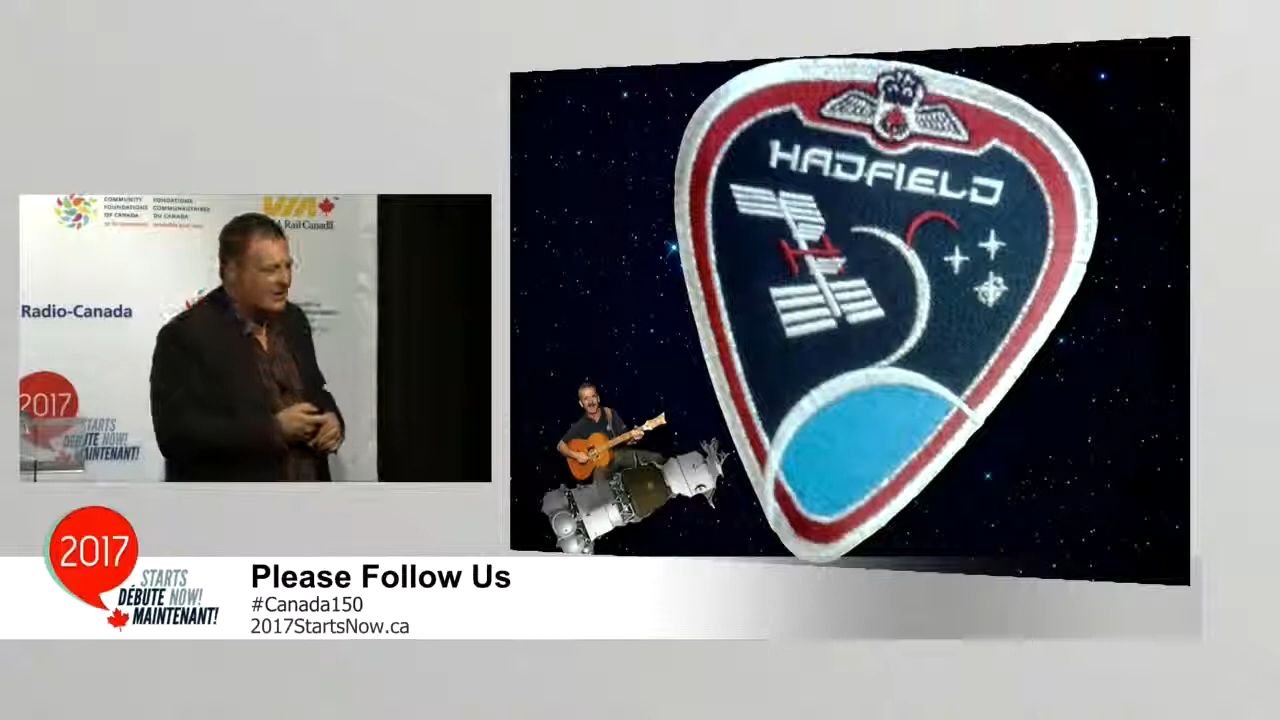 COMMUNITY
FOUNDATIONS
OF CANADA
FONDATIONS
COMMUNAUTAIRES
DU CANADA
VIA
Rail Canada
Radio-Canada
2017
STARTS
DÉBUTE NOW!
MAINTENANT!
HADFIELD
2017
STARTS
DÉBUTE NOW!
MAINTENANT!
Please Follow Us
#Canada150
2017StartsNow.ca